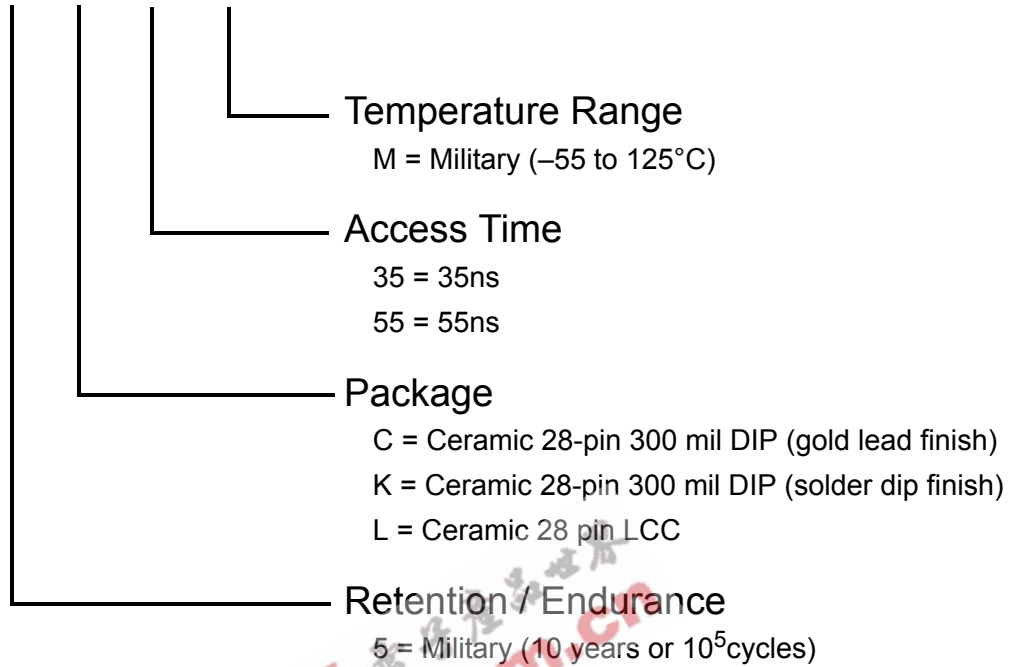 Temperature Range
M = Military (–55 to 125°C)
Access Time
35 = 35ns
55 = 55ns
Package
C = Ceramic 28-pin 300 mil DIP (gold lead finish)
K = Ceramic 28-pin 300 mil DIP (solder dip finish)
L = Ceramic 28 pin LCC
Retention / Endurance
5 = Military (10 years or 10⁵cycles)